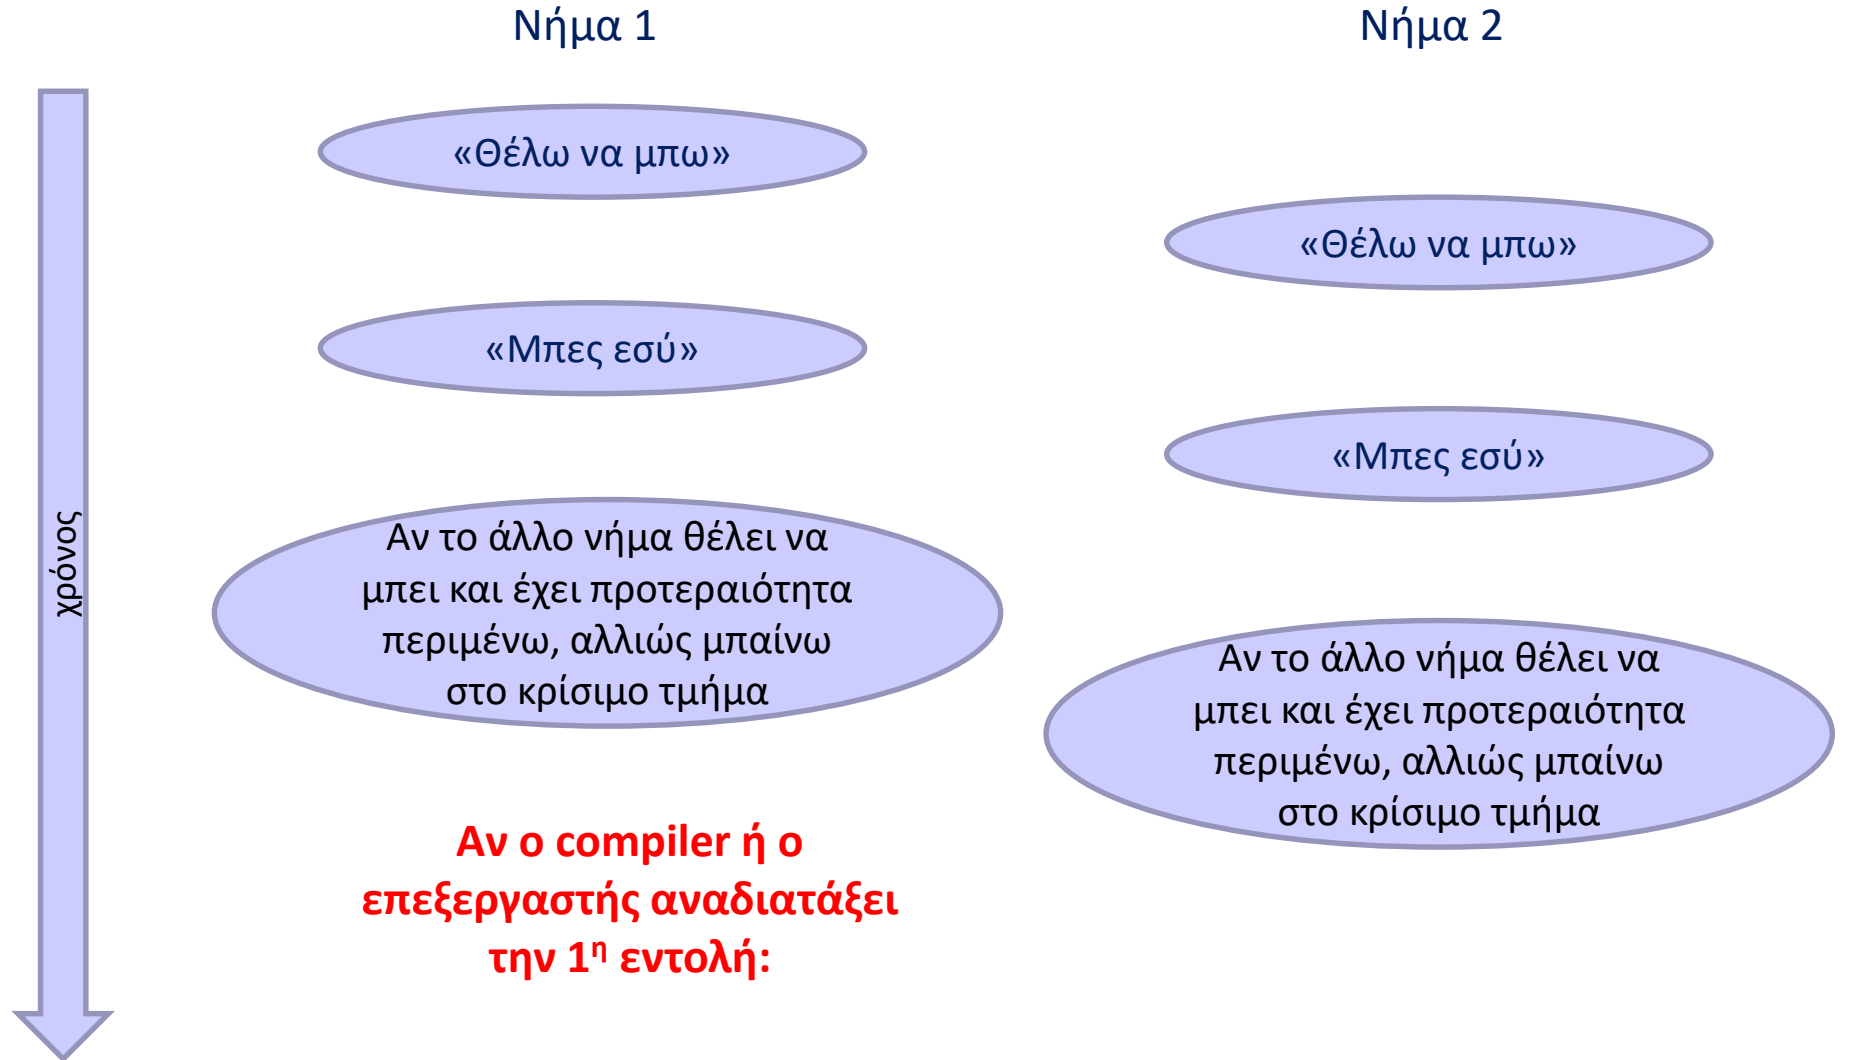 Νήμα 1
Νήμα 2
«Θέλω να μπω»
«Θέλω να μπω»
«Μπες εσύ»
«Μπες εσύ»
χρόνος
Αν το άλλο νήμα θέλει να
μπει και έχει προτεραιότητα
περιμένω, αλλιώς μπαίνω
στο κρίσιμο τμήμα
Αν το άλλο νήμα θέλει να
μπει και έχει προτεραιότητα
περιμένω, αλλιώς μπαίνω
στο κρίσιμο τμήμα
Αν ο compiler ή ο
επεξεργαστής αναδιατάξει
την 1η εντολή: